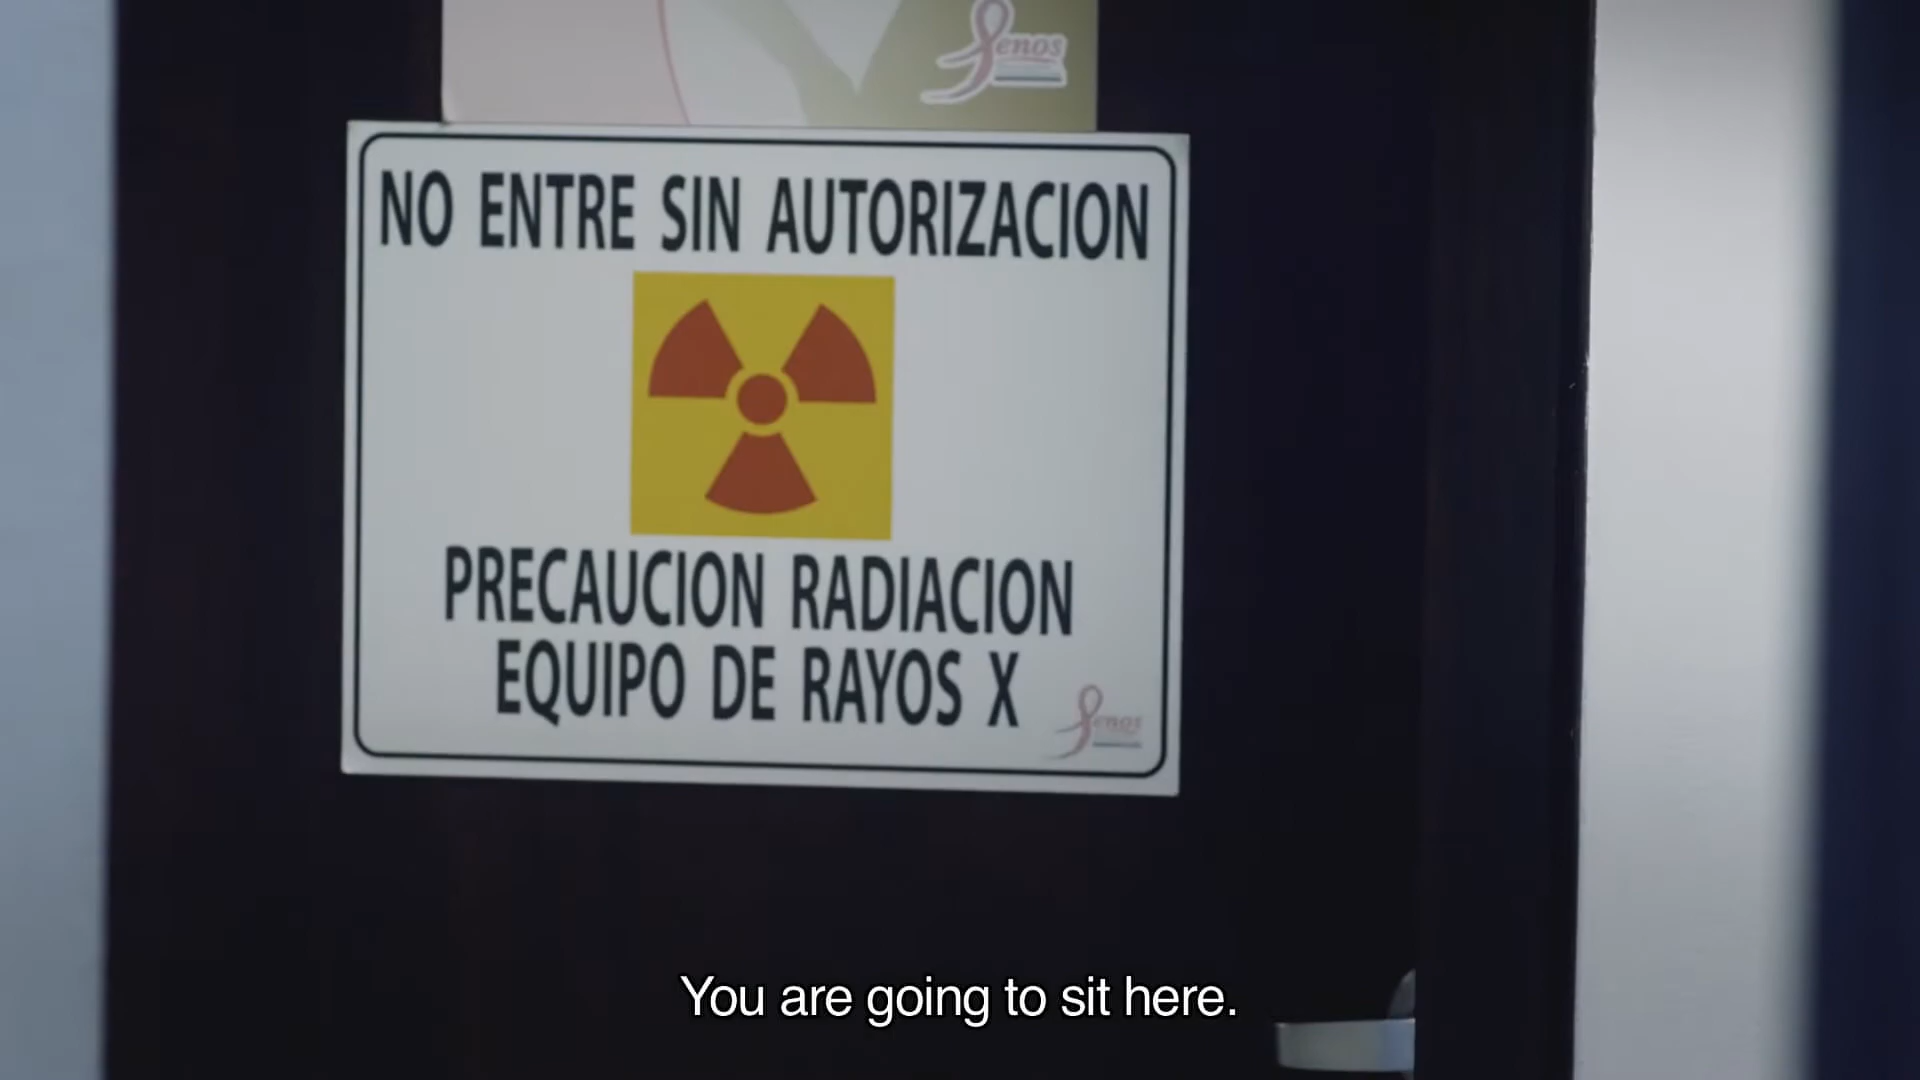 Senos
NO ENTRE SIN AUTORIZACION
PRECAUCION RADIACION
EQUIPO DE RAYOS X
Senos
You are going to sit here.